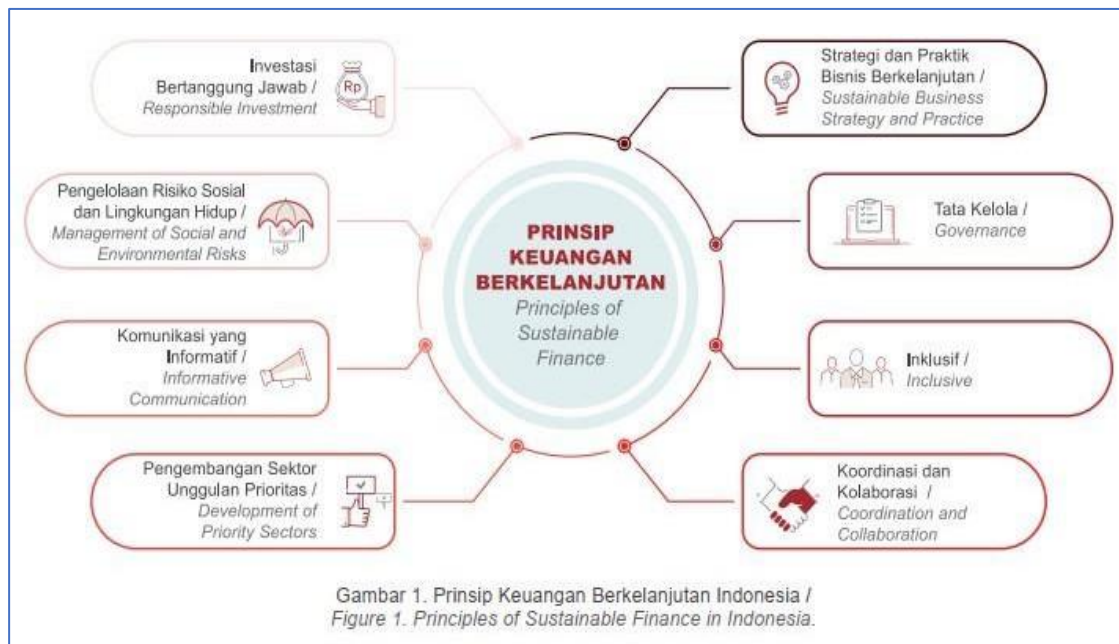 Investasi
Bertanggung Jawab /
Responsible Investment
Rp
Pengelolaan Risiko Sosial
dan Lingkungan Hidup /
Management of Social and
Environmental Risks
Komunikasi yang
Informatif /
Informative
Communication
Pengembangan Sektor
Unggulan Prioritas /
Development of
Priority Sectors
PRINSIP
KEUANGAN
BERKELANJUTAN
Principles of
Sustainable
Finance
Strategi dan Praktik
Bisnis Berkelanjutan /
Sustainable Business
Strategy and Practice
Tata Kelola /
Governance
Inklusif /
Inclusive
Koordinasi dan
Kolaborasi /
Coordination and
Collaboration
Gambar 1. Prinsip Keuangan Berkelanjutan Indonesia /
Figure 1. Principles of Sustainable Finance in Indonesia.